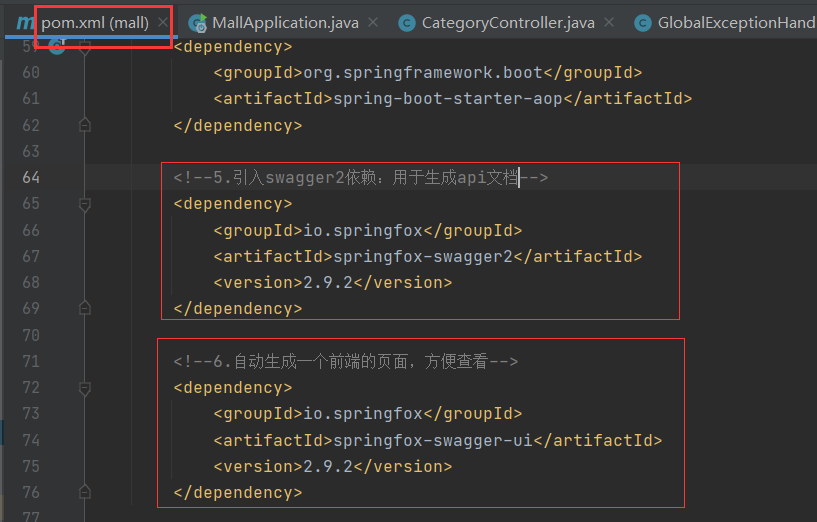 pom.xml (mall) MallApplication.java CategoryController.java GlobalExceptionHand
59 <dependency>
60 <groupId>org.springframework.boot</groupId>
61 <artifactId>spring-boot-starter-aop</artifactId>
62 </dependency>
63
64 <!--5.引入swagger2依赖：用于生成api文档-->
65 <dependency>
66 <groupId>io.springfox</groupId>
67 <artifactId>springfox-swagger2</artifactId>
68 <version>2.9.2</version>
69 </dependency>
70
71 <!--6.自动生成一个前端的页面，方便查看-->
72 <dependency>
73 <groupId>io.springfox</groupId>
74 <artifactId>springfox-swagger-ui</artifactId>
75 <version>2.9.2</version>
76 </dependency>
77